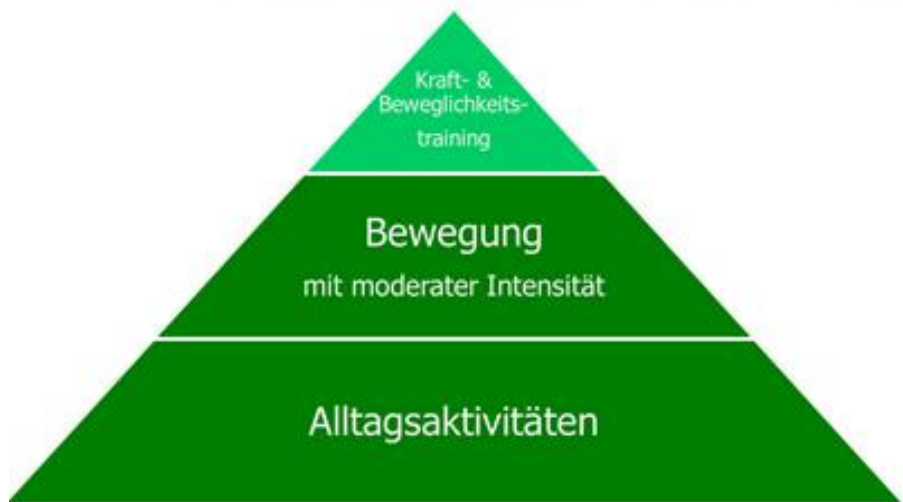 Kraft- &
Beweglichkeits-
training
Bewegung
mit moderater Intensität
Alltagsaktivitäten